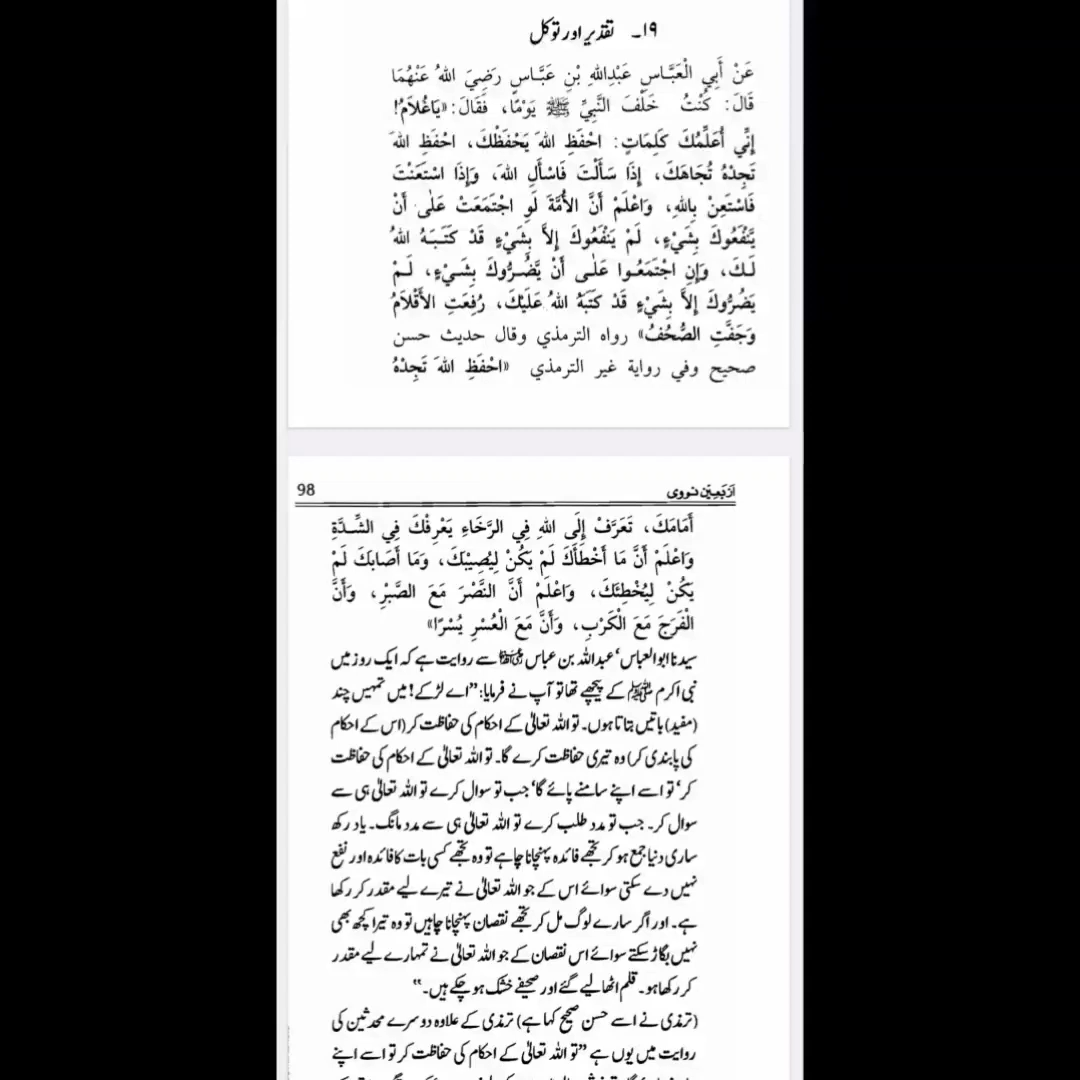 ۱۹۔ تقدیر اور توکل
عَنْ أَبِي الْعَبَّاسِ عَبْدِاللهِ بْنِ عَبَّاسٍ رَضِيَ اللهُ عَنْهُمَا
قَالَ: كُنْتُ خَلْفَ النَّبِيِّ ﷺ يَوْمًا، فَقَالَ: «يَاغُلَامُ!
إِنِّي أُعَلِّمُكَ كَلِمَاتٍ: احْفَظِ اللهَ يَحْفَظْكَ، احْفَظِ اللهَ
تَجِدْهُ تُجَاهَكَ، إِذَا سَأَلْتَ فَاسْأَلِ اللهَ، وَإِذَا اسْتَعَنْتَ
فَاسْتَعِنْ بِاللهِ، وَاعْلَمْ أَنَّ الأُمَّةَ لَوِ اجْتَمَعَتْ عَلٰى أَنْ
يَّنْفَعُوكَ بِشَيْءٍ، لَمْ يَنْفَعُوكَ إِلاَّ بِشَيْءٍ قَدْ كَتَبَهُ اللهُ
لَكَ، وَإِنِ اجْتَمَعُوا عَلٰى أَنْ يَّضُرُّوكَ بِشَيْءٍ، لَمْ
يَضُرُّوكَ إِلاَّ بِشَيْءٍ قَدْ كَتَبَهُ اللهُ عَلَيْكَ، رُفِعَتِ الأَقْلَامُ
وَجَفَّتِ الصُّحُفُ» رواه الترمذي وقال حديث حسن
صحيح وفي رواية غير الترمذي «احْفَظِ اللهَ تَجِدْهُ
اَرْبَعِیْن نووی 98
أَمَامَكَ، تَعَرَّفْ إِلَى اللهِ فِي الرَّخَاءِ يَعْرِفْكَ فِي الشِّدَّةِ
وَاعْلَمْ أَنَّ مَا أَخْطَأَكَ لَمْ يَكُنْ لِيُصِيْبَكَ، وَمَا أَصَابَكَ لَمْ
يَكُنْ لِيُخْطِئَكَ، وَاعْلَمْ أَنَّ النَّصْرَ مَعَ الصَّبْرِ، وَأَنَّ
الْفَرَجَ مَعَ الْكَرْبِ، وَأَنَّ مَعَ الْعُسْرِ يُسْرًا»
سیدنا ابوالعباس‘ عبداللہ بن عباس رضی اللہ عنہما سے روایت ہے کہ ایک روز میں
نبی اکرم ﷺ کے پیچھے تھا تو آپ نے فرمایا: ”اے لڑکے! میں تمہیں چند
(مفید) باتیں بتاتا ہوں۔ تو اللہ تعالیٰ کے احکام کی حفاظت کر (اس کے احکام
کی پابندی کر) وہ تیری حفاظت کرے گا۔ تو اللہ تعالیٰ کے احکام کی حفاظت
کر‘ تو اسے اپنے سامنے پائے گا‘ جب تو سوال کرے تو اللہ تعالیٰ ہی سے
سوال کر۔ جب تو مدد طلب کرے تو اللہ تعالیٰ ہی سے مدد مانگ۔ یاد رکھ
ساری دنیا جمع ہو کر تجھے فائدہ پہنچانا چاہے تو وہ تجھے کسی بات کا فائدہ اور نفع
نہیں دے سکتی سوائے اس کے جو اللہ تعالیٰ نے تیرے لیے مقدر کر رکھا
ہے۔ اور اگر سارے لوگ مل کر تجھے نقصان پہنچانا چاہیں تو وہ تیرا کچھ بھی
نہیں بگاڑ سکتے سوائے اس نقصان کے جو اللہ تعالیٰ نے تمہارے لیے مقدر
کر رکھا ہو۔ قلم اٹھا لیے گئے اور صحیفے خشک ہو چکے ہیں۔“
(ترمذی نے اسے حسن صحیح کہا ہے) ترمذی کے علاوہ دوسرے محدثین کی
روایت میں یوں ہے ”تو اللہ تعالیٰ کے احکام کی حفاظت کر تو اسے اپنے